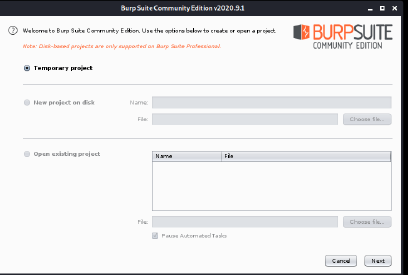 Burp Suite Community Edition v2020.9.1
Welcome to Burp Suite Community Edition. Use the options below to create or open a project.
BURPSUITE
COMMUNITY EDITION
Note: Disk-based projects are only supported on Burp Suite Professional.
Temporary project
New project on disk
Name:
File:
Choose file...
Open existing project
Name
File
File:
Choose file...
Pause Automated Tasks
Cancel
Next